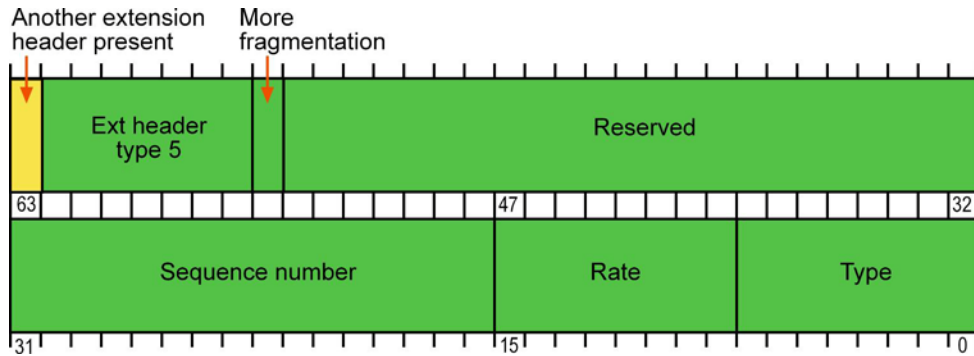 Another extension
header present
More
fragmentation
Ext header
type 5
Reserved
63
47
32
Sequence number
Rate
Type
31
15
0